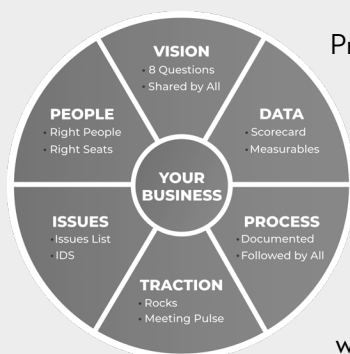 VISION
• 8 Questions
• Shared by All
DATA
• Scorecard
• Measurables
PROCESS
• Documented
• Followed by All
TRACTION
• Rocks
• Meeting Pulse
ISSUES
• Issues List
• IDS
PEOPLE
• Right People
• Right Seats
YOUR
BUSINESS